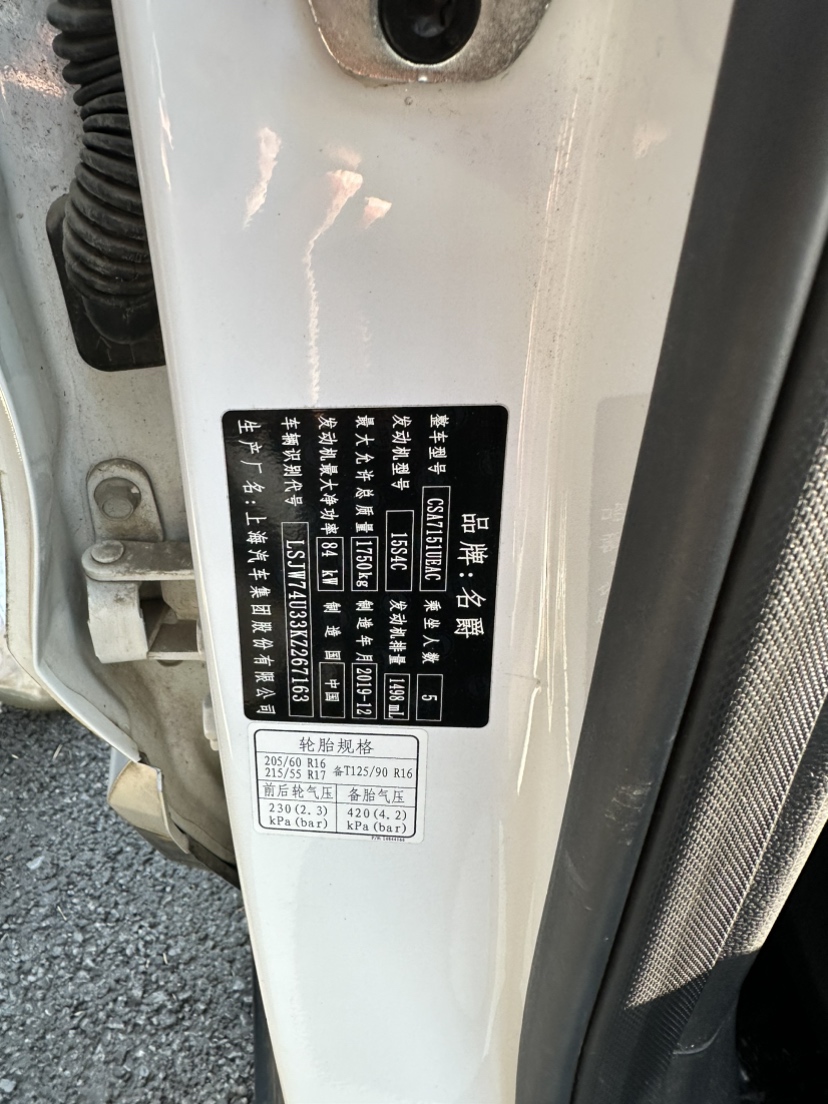 品牌:名爵
整车型号 CSA7151UEAC 乘坐人数 5
发动机型号 15S4C 发动机排量 1498 mL
最大允许总质量 1750kg 制造年月 2019-12
发动机最大净功率 84 kW 制造国 中国
车辆识别代号 LSJW74U33KZ267163
生产厂名:上海汽车集团股份有限公司
轮胎规格
205/60 R16
215/55 R17 备T125/90 R16
前后轮气压 备胎气压
230(2.3) 420(4.2)
kPa(bar) kPa(bar)